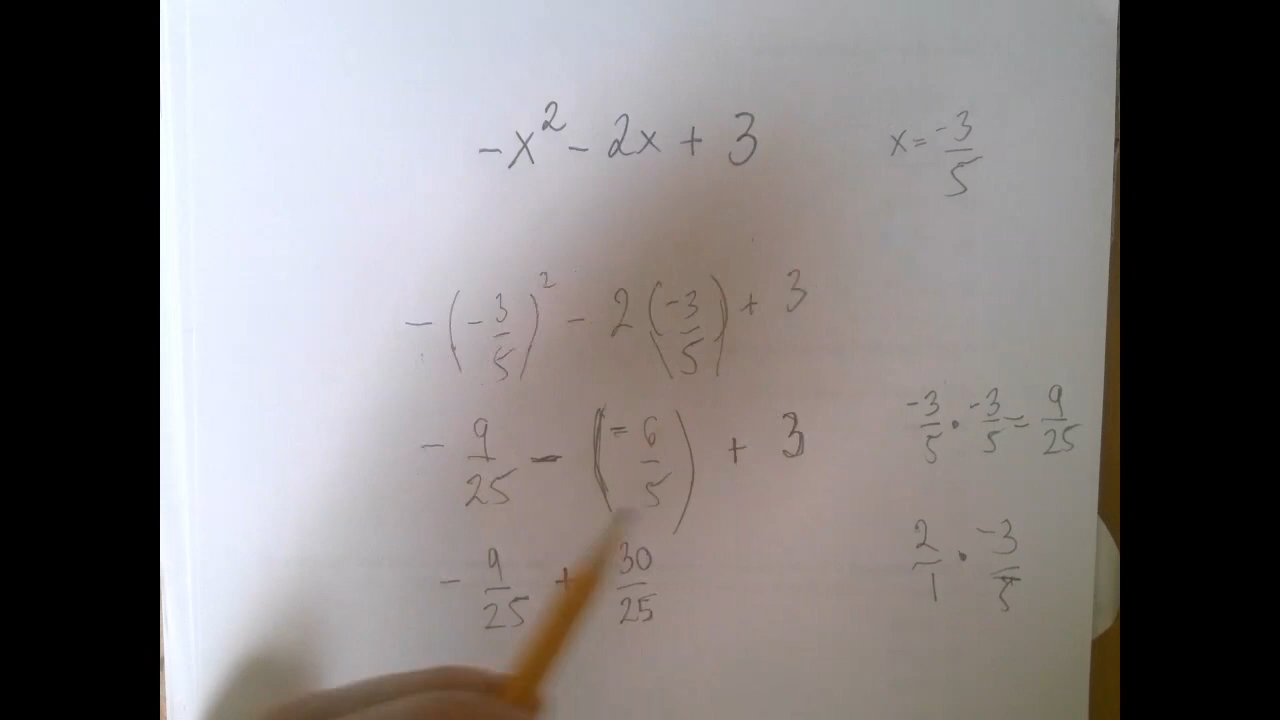 -x² - 2x + 3
x = -3/5
-(-3/5)² - 2(-3/5) + 3
-9/25 - (-6/5) + 3
-3/5 · -3/5 = 9/25
-9/25 + 30/25
2/1 · -3/5